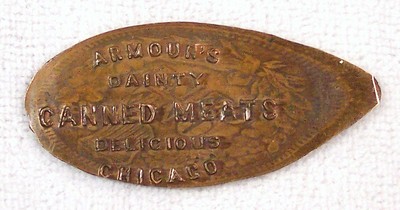 ARMOUR'S
DAINTY
CANNED MEATS
DELICIOUS
CHICAGO